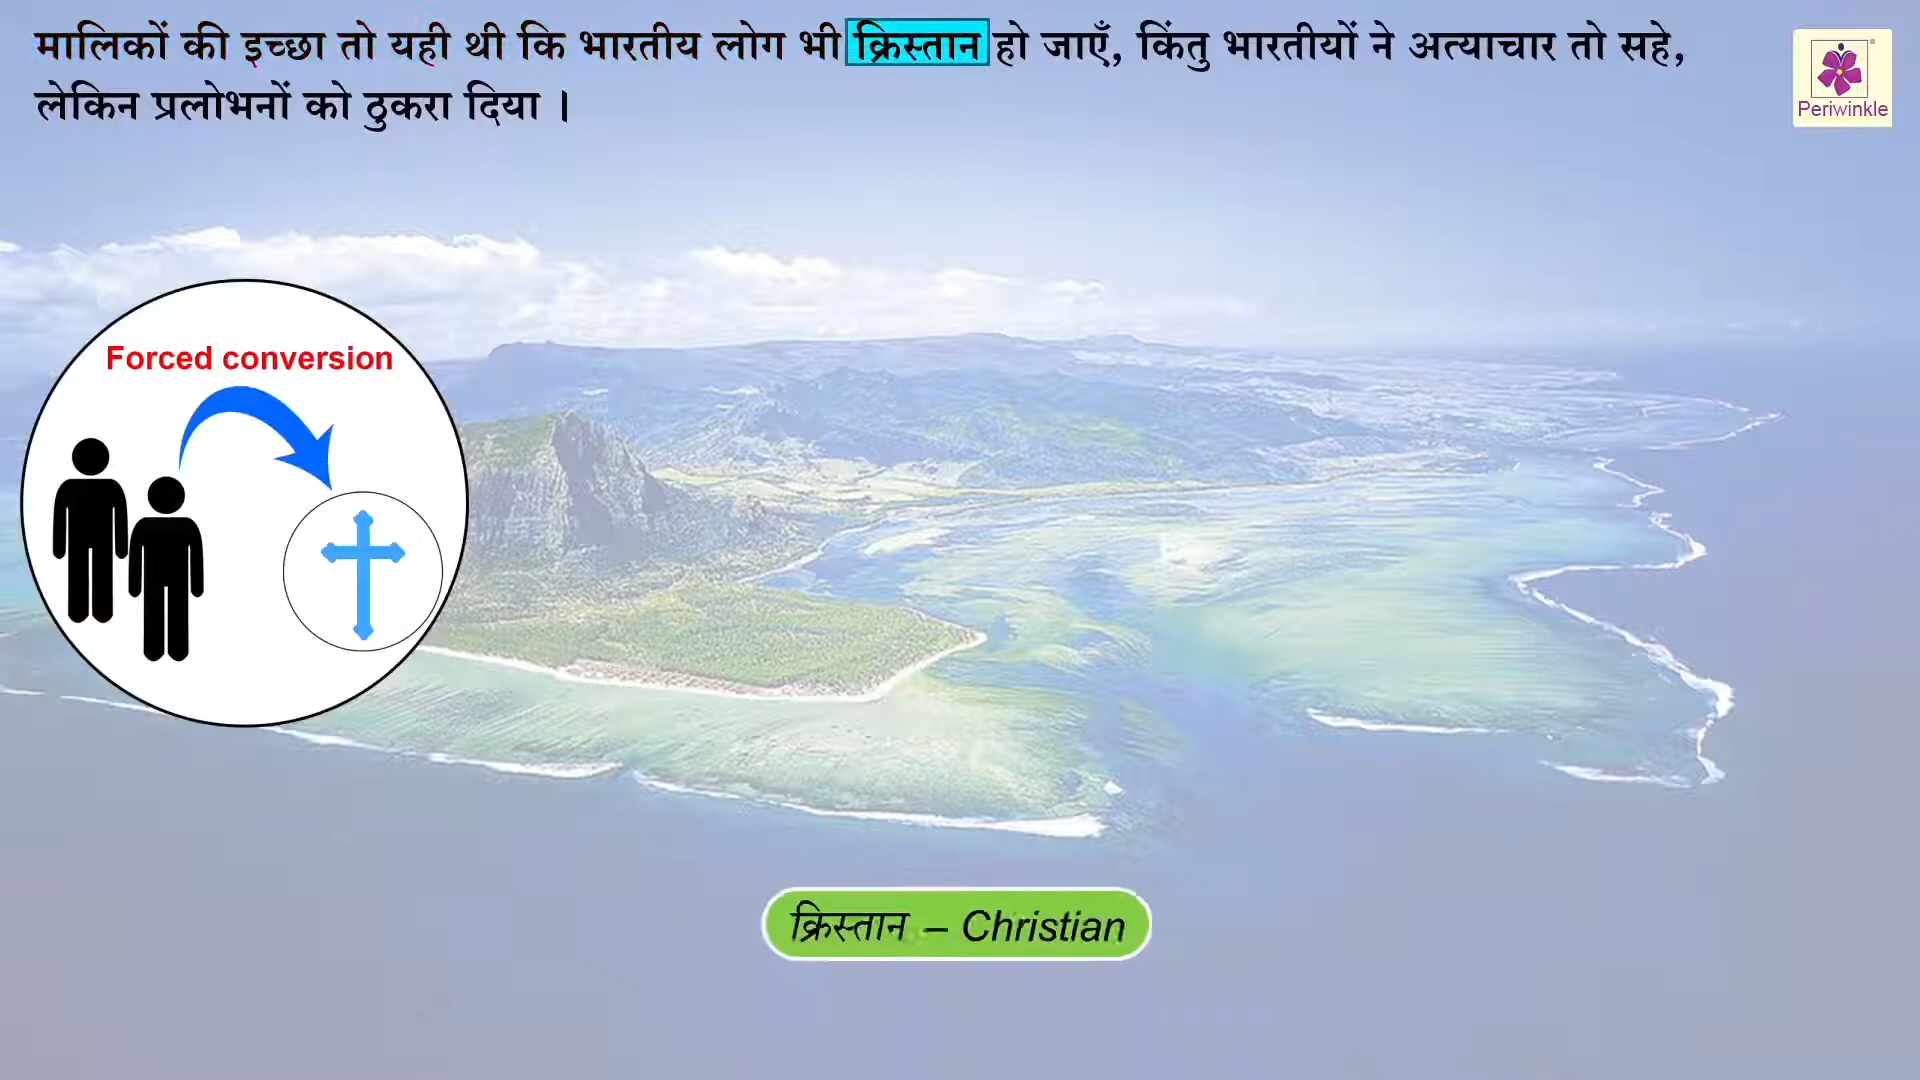 मालिकों की इच्छा तो यही थी कि भारतीय लोग भी क्रिस्तान हो जाएँ, किंतु भारतीयों ने अत्याचार तो सहे,
लेकिन प्रलोभनों को ठुकरा दिया ।
Periwinkle
Forced conversion
क्रिस्तान – Christian